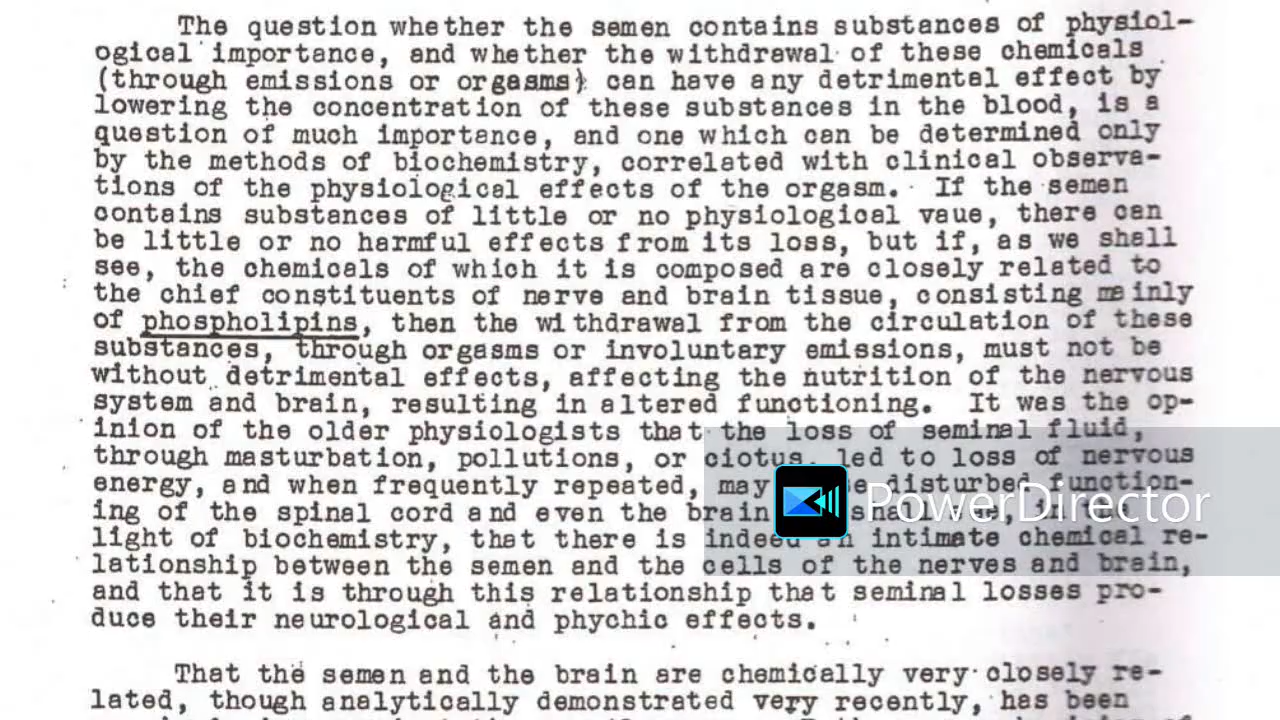 The question whether the semen contains substances of physiol-
ogical importance, and whether the withdrawal of these chemicals
(through emissions or orgasms) can have any detrimental effect by
lowering the concentration of these substances in the blood, is a
question of much importance, and one which can be determined only
by the methods of biochemistry, correlated with clinical observa-
tions of the physiological effects of the orgasm. If the semen
contains substances of little or no physiological vaue, there can
be little or no harmful effects from its loss, but if, as we shall
see, the chemicals of which it is composed are closely related to
the chief constituents of nerve and brain tissue, consisting mainly
of phospholipins, then the withdrawal from the circulation of these
substances, through orgasms or involuntary emissions, must not be
without detrimental effects, affecting the nutrition of the nervous
system and brain, resulting in altered functioning. It was the op-
inion of the older physiologists that the loss of seminal fluid,
through masturbation, pollutions, or ciotus, led to loss of nervous
energy, and when frequently repeated, may disturbed function-
ing of the spinal cord and even the brain
light of biochemistry, that there is indeed an intimate chemical re-
lationship between the semen and the cells of the nerves and brain,
and that it is through this relationship that seminal losses pro-
duce their neurological and phychic effects.
That the semen and the brain are chemically very closely re-
lated, though analytically demonstrated very recently, has been
PowerDirector